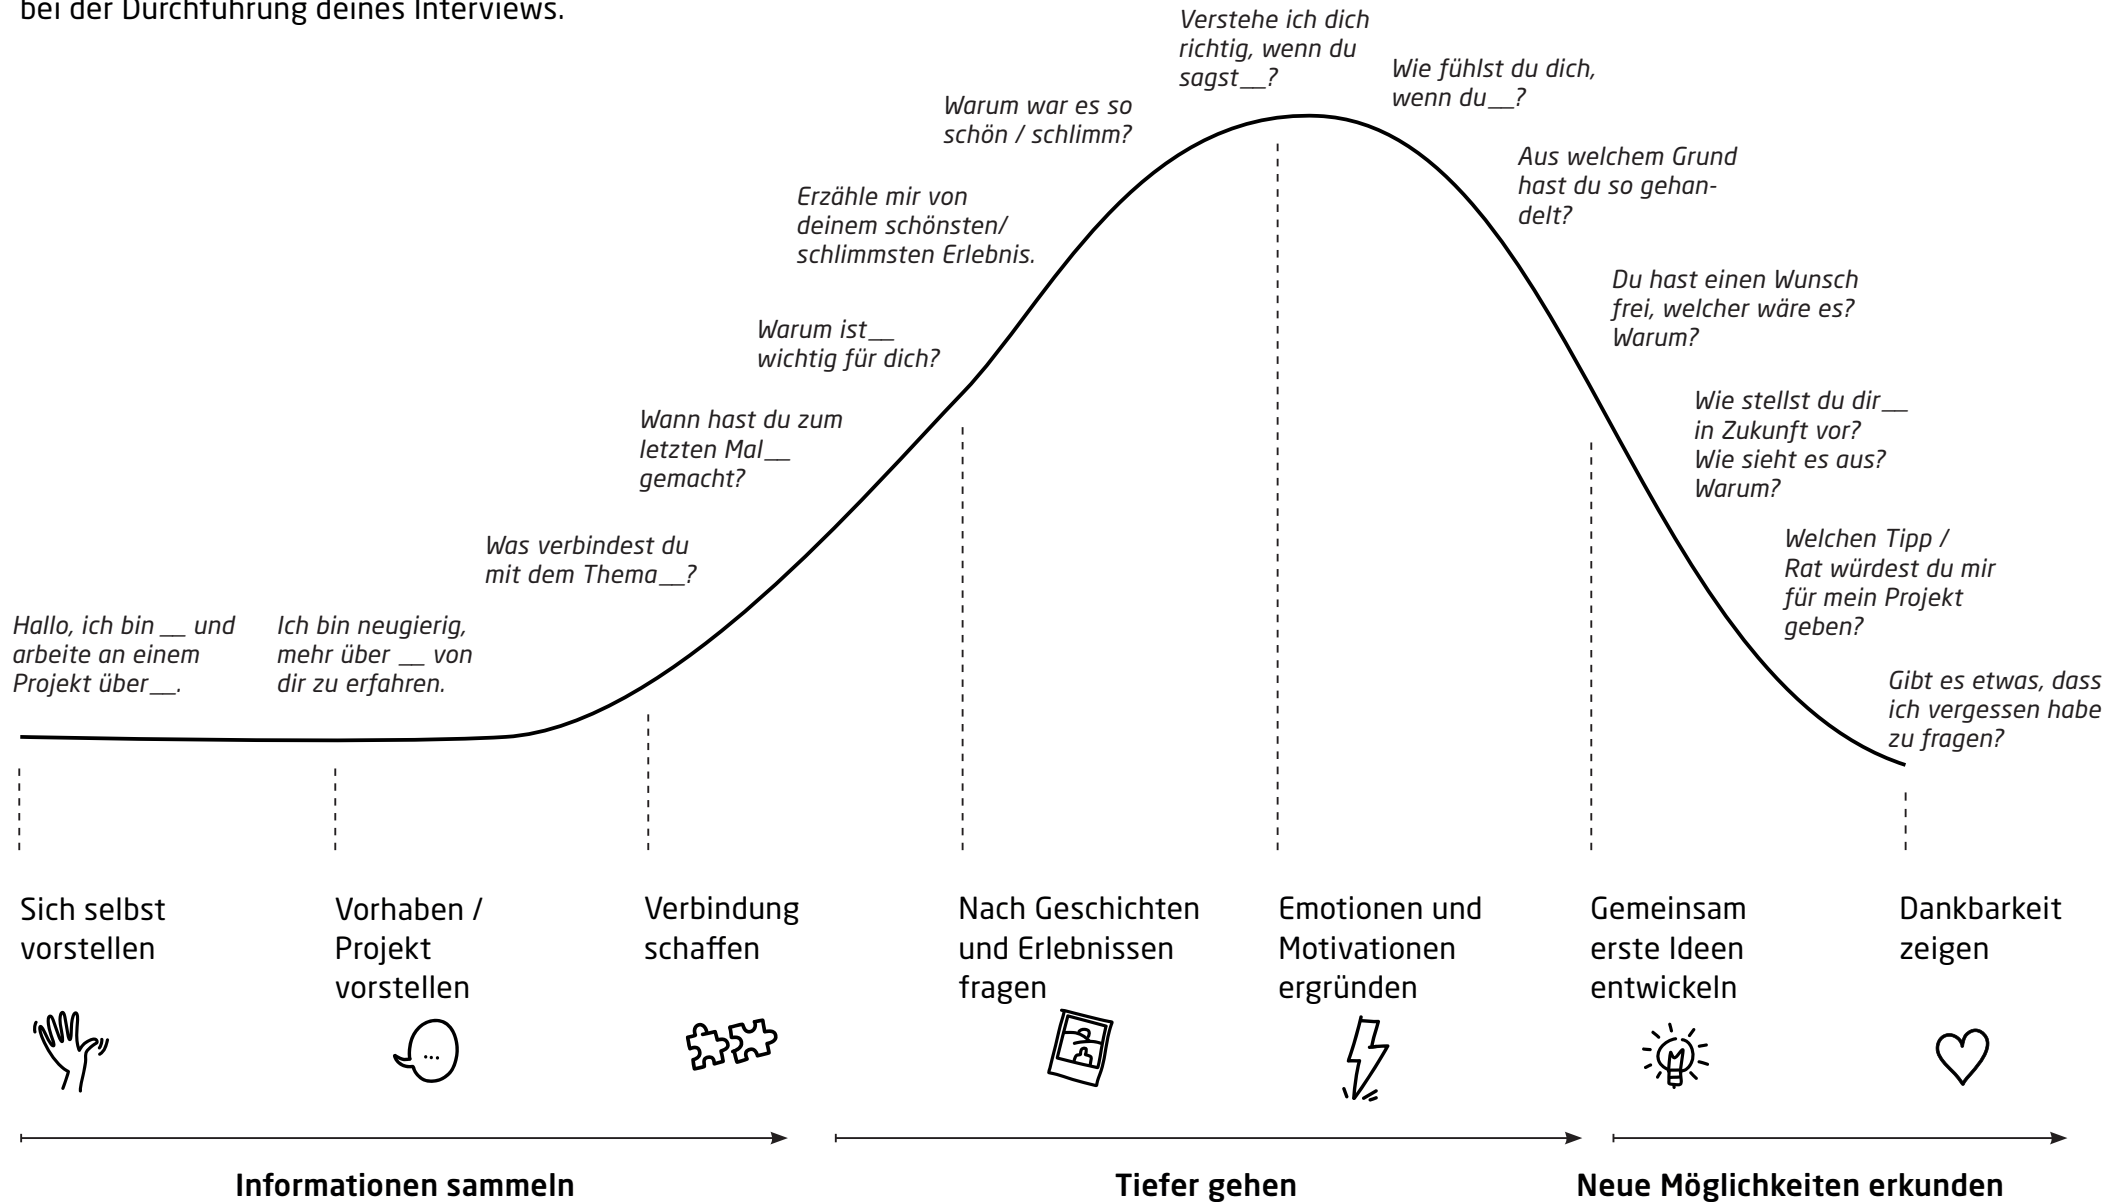 bei der Durchführung deines Interviews.
Hallo, ich bin __ und
arbeite an einem
Projekt über__.
Ich bin neugierig,
mehr über __ von
dir zu erfahren.
Was verbindest du
mit dem Thema__?
Wann hast du zum
letzten Mal__
gemacht?
Warum ist__
wichtig für dich?
Erzähle mir von
deinem schönsten/
schlimmsten Erlebnis.
Warum war es so
schön / schlimm?
Verstehe ich dich
richtig, wenn du
sagst__?
Wie fühlst du dich,
wenn du__?
Aus welchem Grund
hast du so gehan-
delt?
Du hast einen Wunsch
frei, welcher wäre es?
Warum?
Wie stellst du dir__
in Zukunft vor?
Wie sieht es aus?
Warum?
Welchen Tipp /
Rat würdest du mir
für mein Projekt
geben?
Gibt es etwas, dass
ich vergessen habe
zu fragen?
Sich selbst
vorstellen
Vorhaben /
Projekt
vorstellen
Verbindung
schaffen
Nach Geschichten
und Erlebnissen
fragen
Emotionen und
Motivationen
ergründen
Gemeinsam
erste Ideen
entwickeln
Dankbarkeit
zeigen
Informationen sammeln
Tiefer gehen
Neue Möglichkeiten erkunden